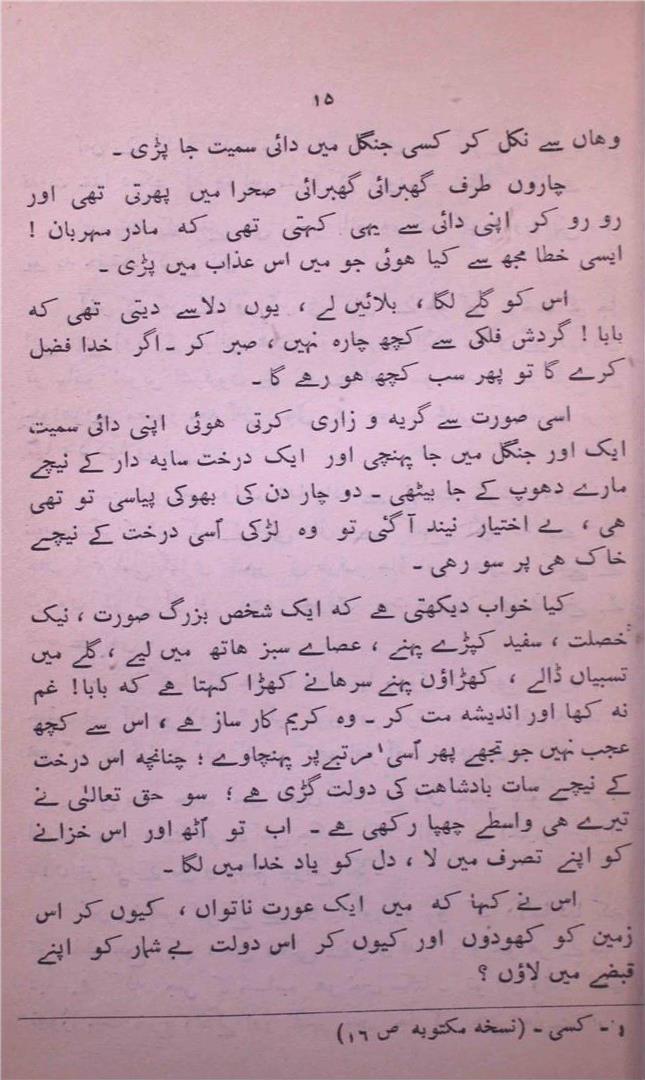 ۱۵
وہاں سے نکل کر کسی جنگل میں دائی سمیت جا پڑی ۔
چاروں طرف گھبرائی گھبرائی صحرا میں پھرتی تھی اور
رو رو کر اپنی دائی سے یہی کہتی تھی کہ مادر مہربان !
ایسی خطا مجھ سے کیا ہوئی جو میں اس عذاب میں پڑی ۔
اس کو گلے لگا ، بلائیں لے ، یوں دلاسے دیتی تھی کہ
بابا ! گردش فلکی سے کچھ چارہ نہیں ، صبر کر ۔ اگر خدا فضل
کرے گا تو پھر سب کچھ ہو رہے گا ۔
اسی صورت سے گریہ و زاری کرتی ہوئی اپنی دائی سمیت
ایک اور جنگل میں جا پہنچی اور ایک درخت سایہ دار کے نیچے
مارے دھوپ کے جا بیٹھی ۔ دو چار دن کی بھوکی پیاسی تو تھی
ہی ، بے اختیار نیند آ گئی تو وہ لڑکی اُسی درخت کے نیچے
خاک ہی پر سو رہی ۔
کیا خواب دیکھتی ہے کہ ایک شخص بزرگ صورت ، نیک
خصلت ، سفید کپڑے پہنے ، عصاے سبز ہاتھ میں لیے ، گلے میں
تسبیاں ڈالے ، کھڑاؤں پہنے سرہانے کھڑا کہتا ہے کہ بابا ! غم
نہ کھا اور اندیشہ مت کر ۔ وہ کریم کار ساز ہے ، اس سے کچھ
عجب نہیں جو تجھے پھر اُسی۱ مرتبے پر پہنچاوے ؛ چنانچہ اس درخت
کے نیچے سات بادشاہت کی دولت گڑی ہے ؛ سو حق تعالیٰ نے
تیرے ہی واسطے چھپا رکھی ہے ۔ اب تو اُٹھ اور اس خزانے
کو اپنے تصرف میں لا ، دل کو یاد خدا میں لگا ۔
اس نے کہا کہ میں ایک عورت ناتواں ، کیوں کر اس
زمین کو کھودوں اور کیوں کر اس دولت بے شمار کو اپنے
قبضے میں لاؤں ؟
۱۔ کسی ۔ (نسخہ مکتوبہ ص ۱۶)